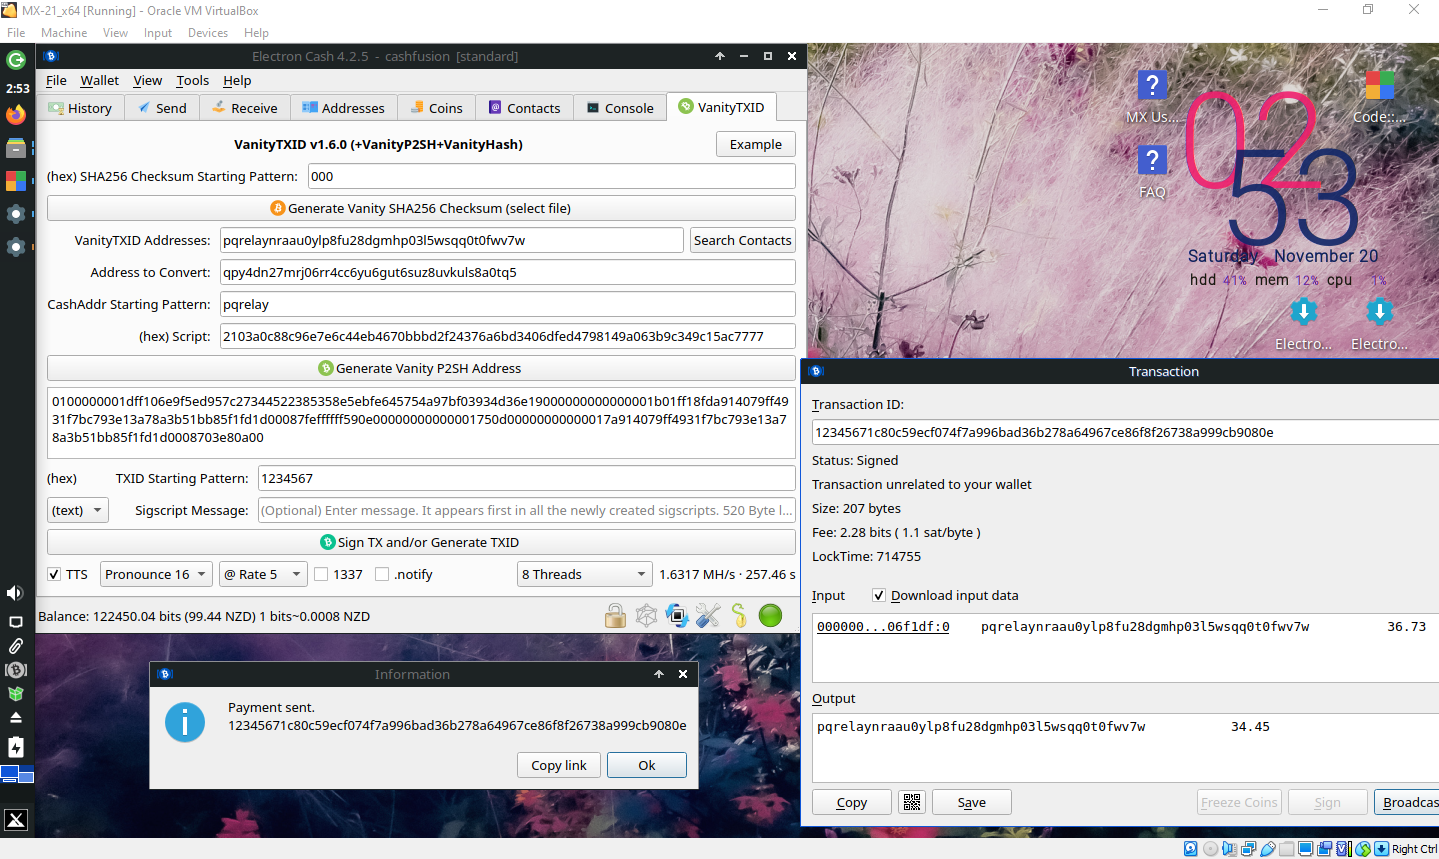 MX-21_x64 [Running] - Oracle VM VirtualBox
File Machine View Input Devices Help
Electron Cash 4.2.5 - cashfusion [standard]
2:53
File Wallet View Tools Help
History Send Receive Addresses Coins Contacts Console VanityTXID
VanityTXID v1.6.0 (+VanityP2SH+VanityHash) Example
(hex) SHA256 Checksum Starting Pattern: 000
Generate Vanity SHA256 Checksum (select file)
VanityTXID Addresses: pqrelaynraau0ylp8fu28dgmhp03l5wsqq0t0fwv7w Search Contacts
Address to Convert: qpy4dn27mrj06rr4cc6yu6gut6suz8uvkuls8a0tq5
CashAddr Starting Pattern: pqrelay
(hex) Script: 2103a0c88c96e7e6c44eb4670bbbd2f24376a6bd3406dfed4798149a063b9c349c15ac7777
Generate Vanity P2SH Address
0100000001dff106e9f5ed957c27344522385358e5ebfe645754a97bf03934d36e19000000000000001b01ff18fda914079ff4
931f7bc793e13a78a3b51bb85f1fd1d00087feffffff590e00000000000001750d00000000000017a914079ff4931f7bc793e13a7
8a3b51bb85f1fd1d0008703e80a00
(hex) TXID Starting Pattern: 1234567
(text) Sigscript Message: (Optional) Enter message. It appears first in all the newly created sigscripts. 520 Byte l...
Sign TX and/or Generate TXID
TTS Pronounce 16 @ Rate 5 1337 .notify 8 Threads 1.6317 MH/s · 257.46 s
Balance: 122450.04 bits (99.44 NZD) 1 bits~0.0008 NZD
MX Us...
FAQ
Code::...
02
53
Saturday November 20
hdd 41% mem 12% cpu 1%
Electro... Electro...
Transaction
Transaction ID:
12345671c80c59ecf074f7a996bad36b278a64967ce86f8f26738a999cb9080e
Status: Signed
Transaction unrelated to your wallet
Size: 207 bytes
Fee: 2.28 bits ( 1.1 sat/byte )
LockTime: 714755
Input Download input data
000000...06f1df:0 pqrelaynraau0ylp8fu28dgmhp03l5wsqq0t0fwv7w 36.73
Output
pqrelaynraau0ylp8fu28dgmhp03l5wsqq0t0fwv7w 34.45
Copy Save Freeze Coins Sign Broadcas
Information
Payment sent.
12345671c80c59ecf074f7a996bad36b278a64967ce86f8f26738a999cb9080e
Copy link Ok
Right Ctrl